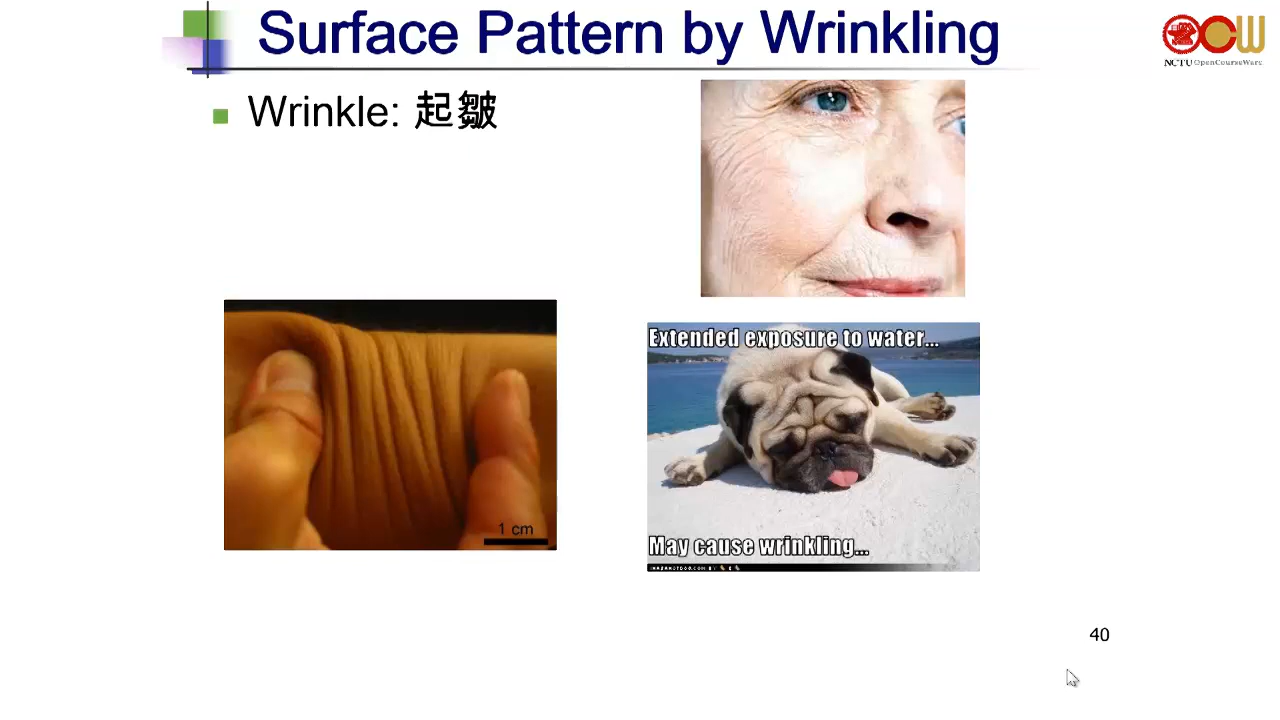 Surface Pattern by Wrinkling
NCTU OpenCourseWare
Wrinkle: 起皺
1 cm
Extended exposure to water...
May cause wrinkling...
40